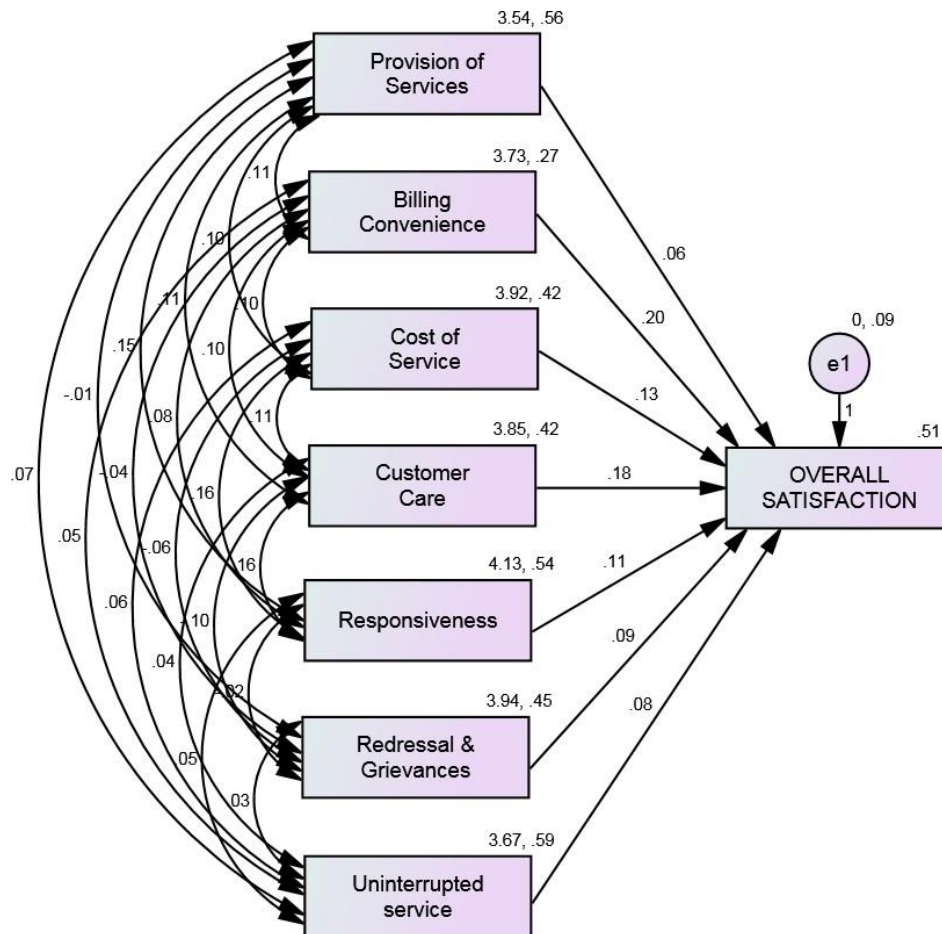 3.54, .56
Provision of
Services
3.73, .27
.11
Billing
Convenience
.06
.10
.20
3.92, .42
0, .09
.11
.10
Cost of
Service
e1
.15
.10
.13
-.01
1
.11
3.85, .42
.51
.08
.07
-.04
Customer
Care
.18
OVERALL
SATISFACTION
.16
.05
-.06
.16
4.13, .54
.11
.06
-.10
Responsiveness
.09
.04
-.02
3.94, .45
.08
Redressal &
Grievances
.05
.03
3.67, .59
Uninterrupted
service